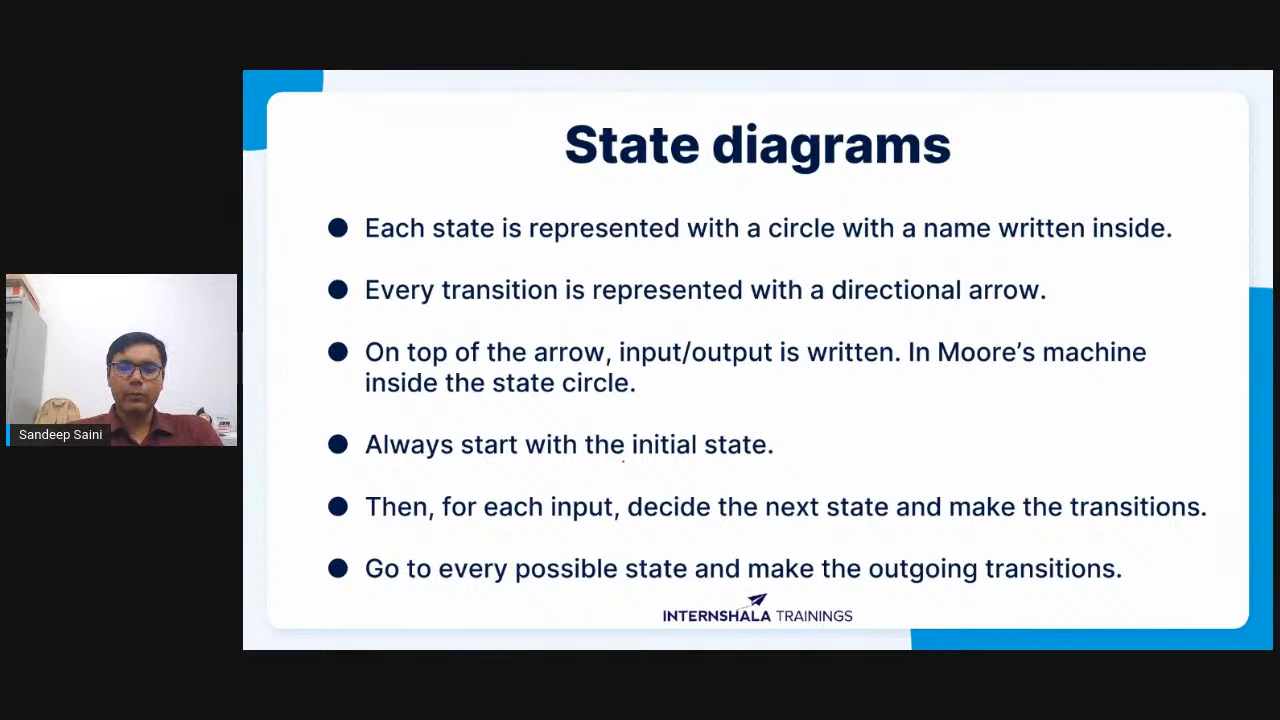 State diagrams
● Each state is represented with a circle with a name written inside.
● Every transition is represented with a directional arrow.
● On top of the arrow, input/output is written. In Moore’s machine
inside the state circle.
● Always start with the initial state.
● Then, for each input, decide the next state and make the transitions.
● Go to every possible state and make the outgoing transitions.
INTERNSHALA TRAININGS
Sandeep Saini